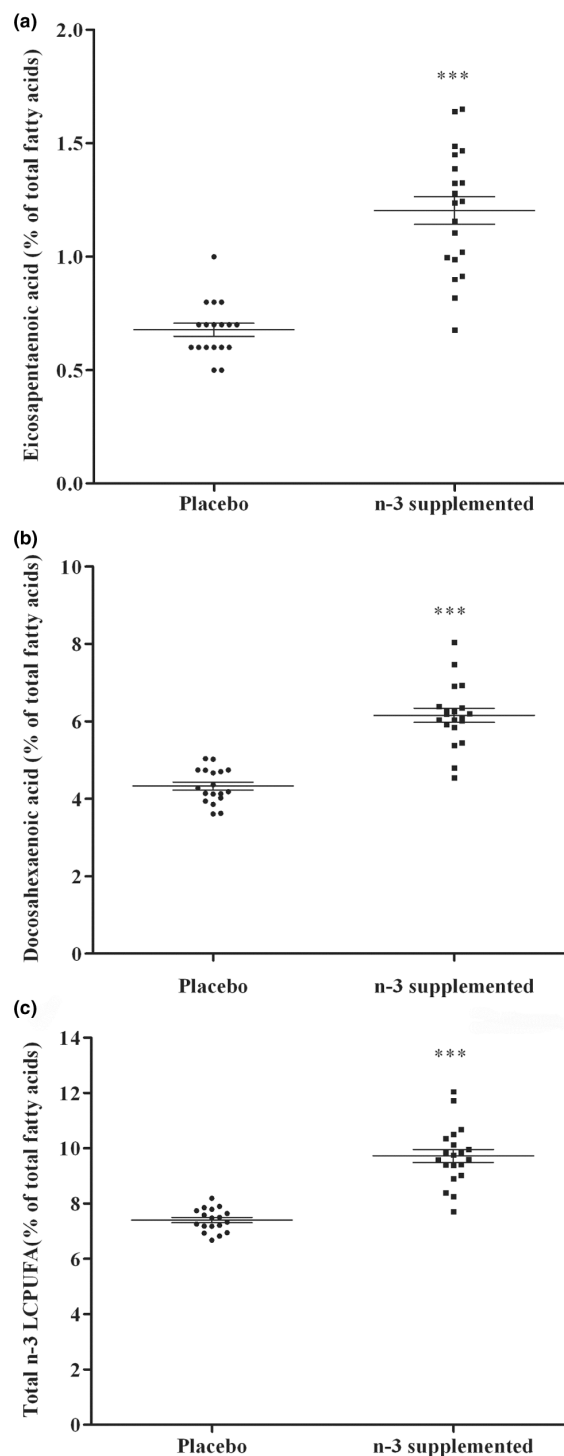 (a)
Eicosapentaenoic acid (% of total fatty acids)
2.0
1.5
1.0
0.5
0.0
***
Placebo
n-3 supplemented
(b)
Docosahexaenoic acid (% of total fatty acids)
10
8
6
4
2
0
***
Placebo
n-3 supplemented
(c)
Total n-3 LCPUFA(% of total fatty acids)
14
12
10
8
6
4
2
0
***
Placebo
n-3 supplemented